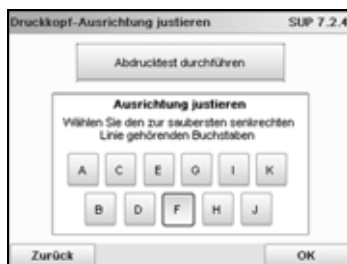 Druckkopf-Ausrichtung justieren SUP 7.2.4
Abdrucktest durchführen
Ausrichtung justieren
Wählen Sie den zur saubersten senkrechten
Linie gehörenden Buchstaben
A C E G I K
B D F H J
Zurück OK